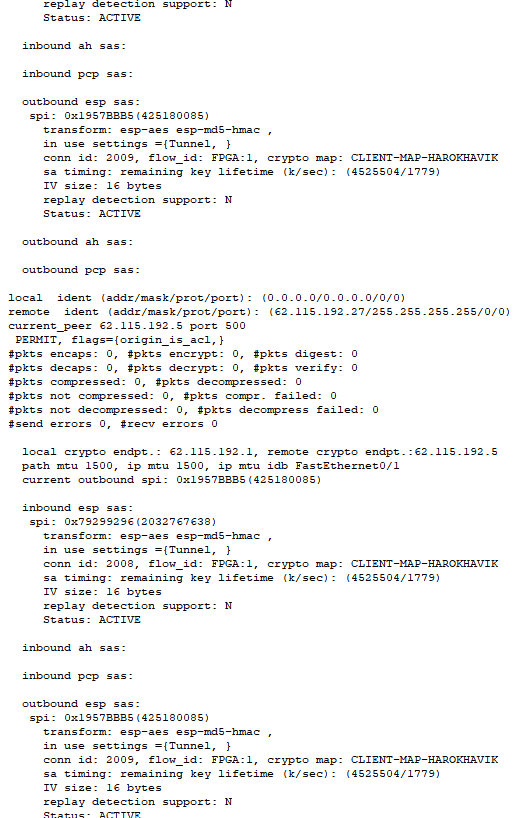 replay detection support: N
Status: ACTIVE
inbound ah sas:
inbound pcp sas:
outbound esp sas:
spi: 0x1957BBB5(425180085)
transform: esp-aes esp-md5-hmac ,
in use settings ={Tunnel, }
conn id: 2009, flow_id: FPGA:1, crypto map: CLIENT-MAP-HAROKHAVIK
sa timing: remaining key lifetime (k/sec): (4525504/1779)
IV size: 16 bytes
replay detection support: N
Status: ACTIVE
outbound ah sas:
outbound pcp sas:
local  ident (addr/mask/prot/port): (0.0.0.0/0.0.0.0/0/0)
remote  ident (addr/mask/prot/port): (62.115.192.27/255.255.255.255/0/0)
current_peer 62.115.192.5 port 500
PERMIT, flags={origin_is_acl,}
#pkts encaps: 0, #pkts encrypt: 0, #pkts digest: 0
#pkts decaps: 0, #pkts decrypt: 0, #pkts verify: 0
#pkts compressed: 0, #pkts decompressed: 0
#pkts not compressed: 0, #pkts compr. failed: 0
#pkts not decompressed: 0, #pkts decompress failed: 0
#send errors 0, #recv errors 0
local crypto endpt.: 62.115.192.1, remote crypto endpt.:62.115.192.5
path mtu 1500, ip mtu 1500, ip mtu idb FastEthernet0/1
current outbound spi: 0x1957BBB5(425180085)
inbound esp sas:
spi: 0x79299296(2032767638)
transform: esp-aes esp-md5-hmac ,
in use settings ={Tunnel, }
conn id: 2008, flow_id: FPGA:1, crypto map: CLIENT-MAP-HAROKHAVIK
sa timing: remaining key lifetime (k/sec): (4525504/1779)
IV size: 16 bytes
replay detection support: N
Status: ACTIVE
inbound ah sas:
inbound pcp sas:
outbound esp sas:
spi: 0x1957BBB5(425180085)
transform: esp-aes esp-md5-hmac ,
in use settings ={Tunnel, }
conn id: 2009, flow_id: FPGA:1, crypto map: CLIENT-MAP-HAROKHAVIK
sa timing: remaining key lifetime (k/sec): (4525504/1779)
IV size: 16 bytes
replay detection support: N
Status: ACTIVE